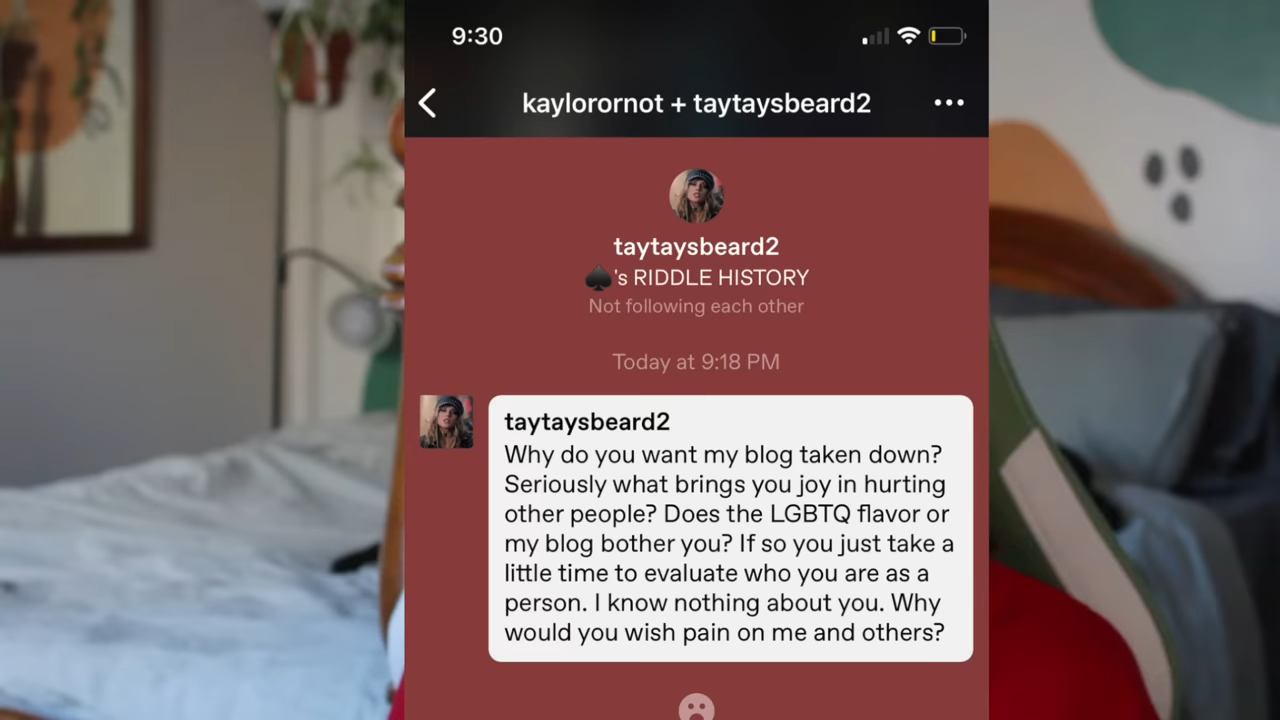 9:30
kaylorornot + taytaysbeard2
taytaysbeard2
♠'s RIDDLE HISTORY
Not following each other
Today at 9:18 PM
taytaysbeard2
Why do you want my blog taken down?
Seriously what brings you joy in hurting
other people? Does the LGBTQ flavor or
my blog bother you? If so you just take a
little time to evaluate who you are as a
person. I know nothing about you. Why
would you wish pain on me and others?